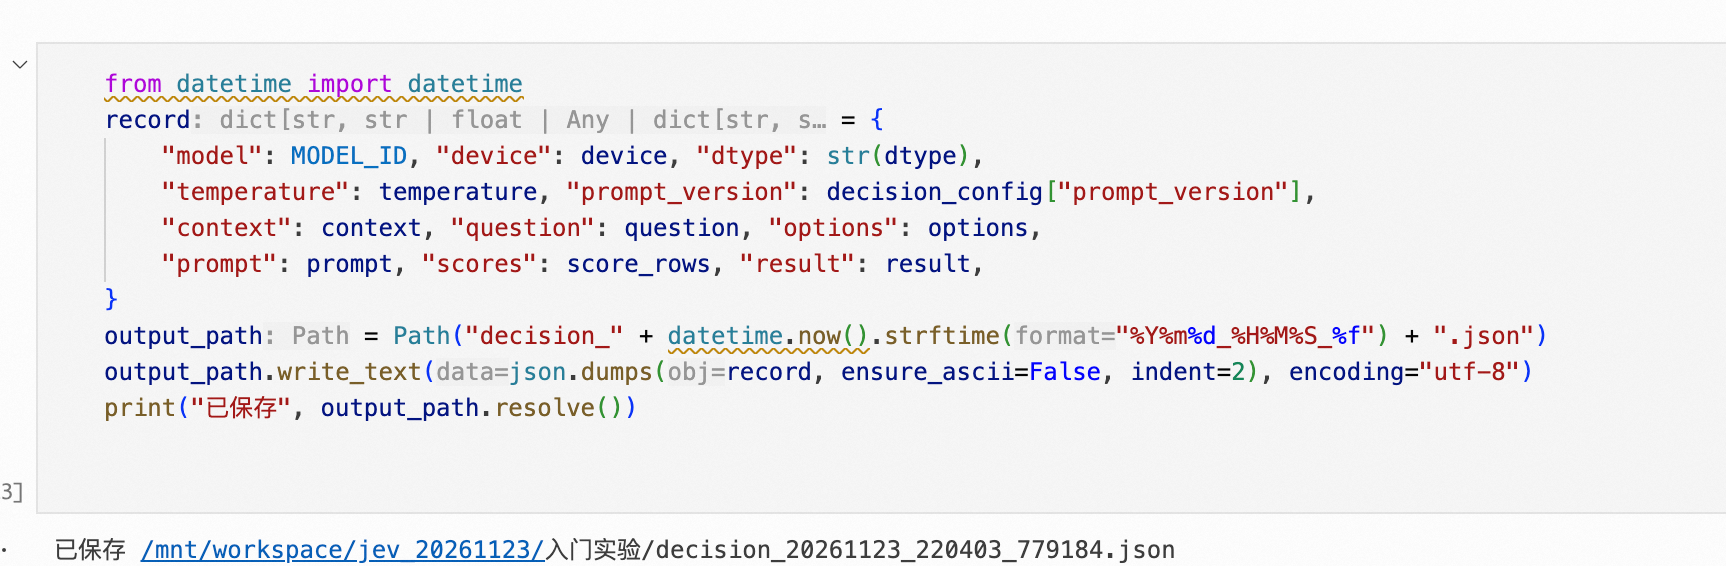 from datetime import datetime
record: dict[str, str | float | Any | dict[str, s… = {
    "model": MODEL_ID, "device": device, "dtype": str(dtype),
    "temperature": temperature, "prompt_version": decision_config["prompt_version"],
    "context": context, "question": question, "options": options,
    "prompt": prompt, "scores": score_rows, "result": result,
}
output_path: Path = Path("decision_" + datetime.now().strftime(format="%Y%m%d_%H%M%S_%f") + ".json")
output_path.write_text(data=json.dumps(obj=record, ensure_ascii=False, indent=2), encoding="utf-8")
print("已保存", output_path.resolve())
3]
已保存 /mnt/workspace/jev_20261123/入门实验/decision_20261123_220403_779184.json